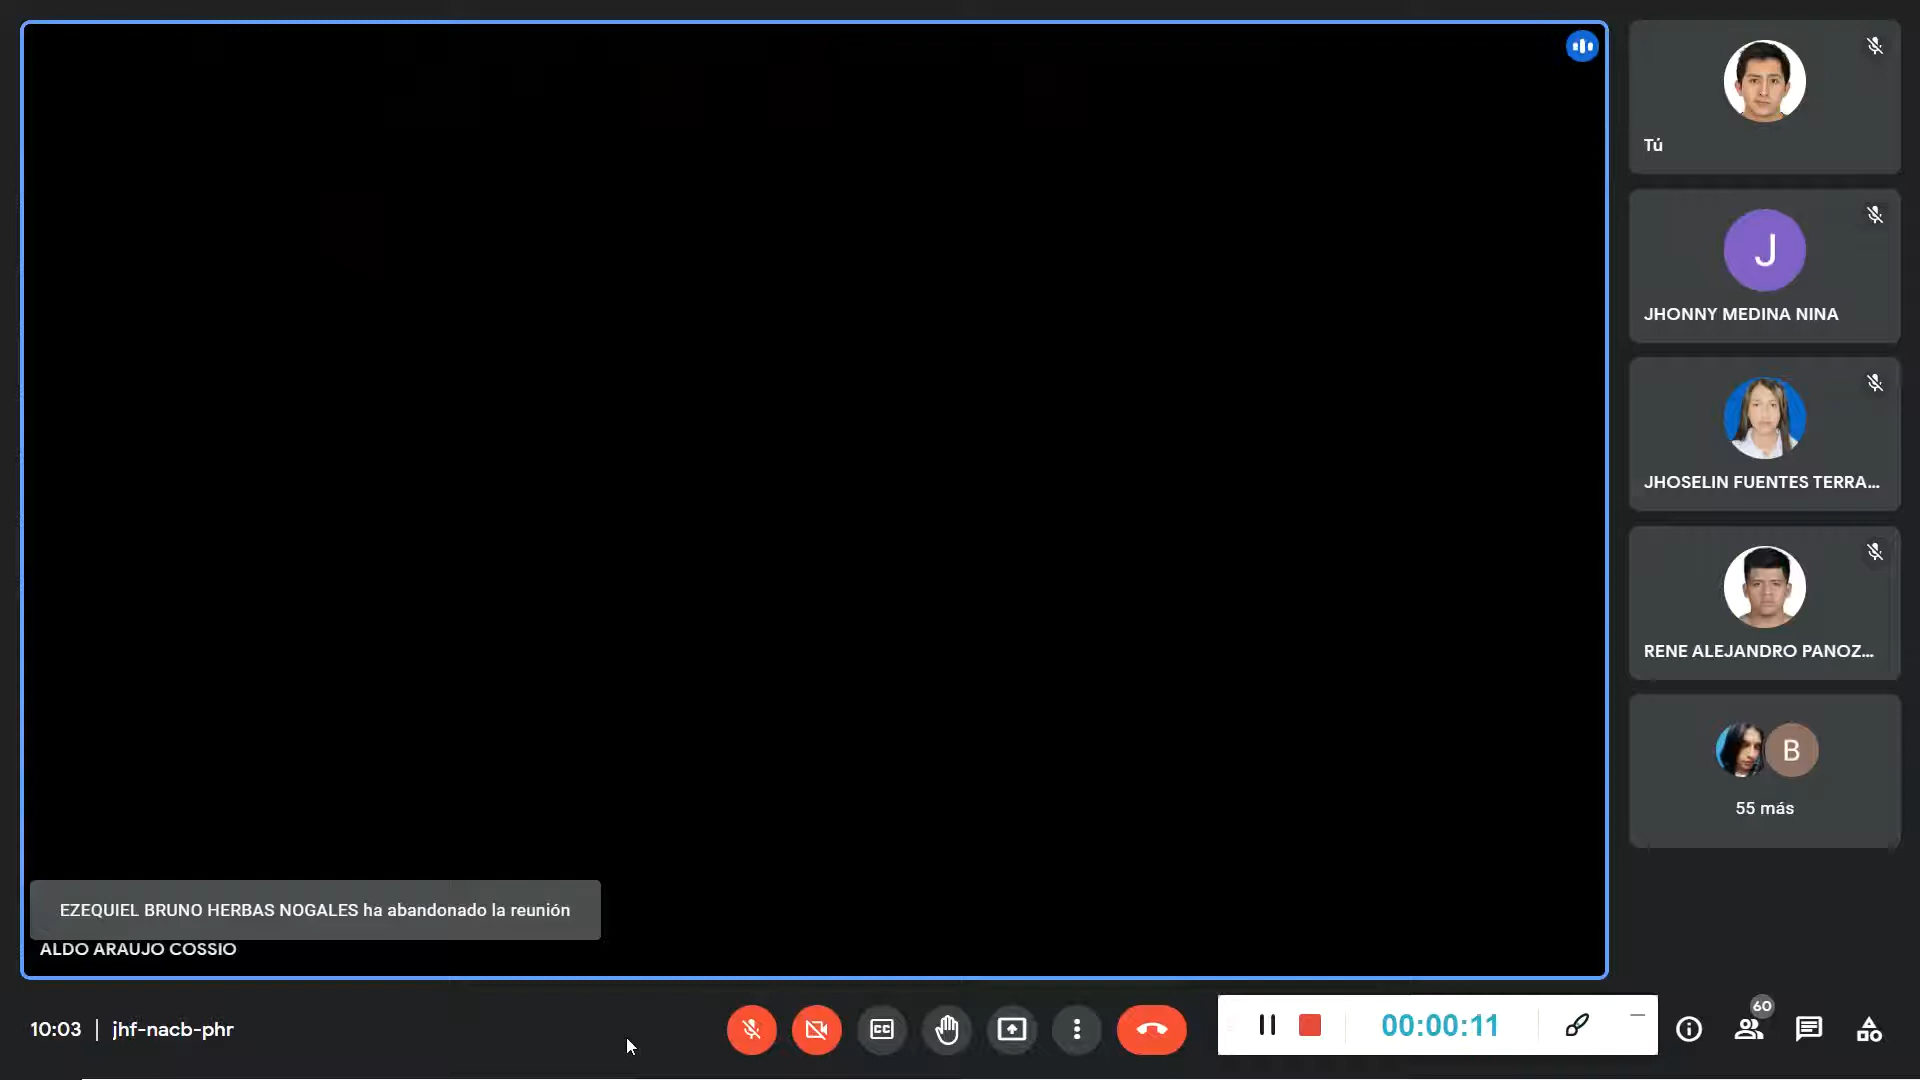 Tú
J
JHONNY MEDINA NINA
JHOSELIN FUENTES TERRA...
RENE ALEJANDRO PANOZ...
B
55 más
EZEQUIEL BRUNO HERBAS NOGALES ha abandonado la reunión
ALDO ARAUJO COSSIO
10:03 | jhf-nacb-phr
CC
00:00:11
60